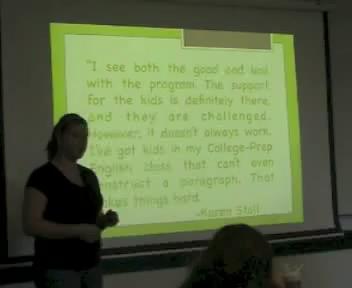 "I see both the good and bad
with the program. The support
for the kids is definitely there,
and they are challenged.
However, it doesn't always work.
I've got kids in my College-Prep
English class that can't even
construct a paragraph. That
makes things hard.
-Karen Stall